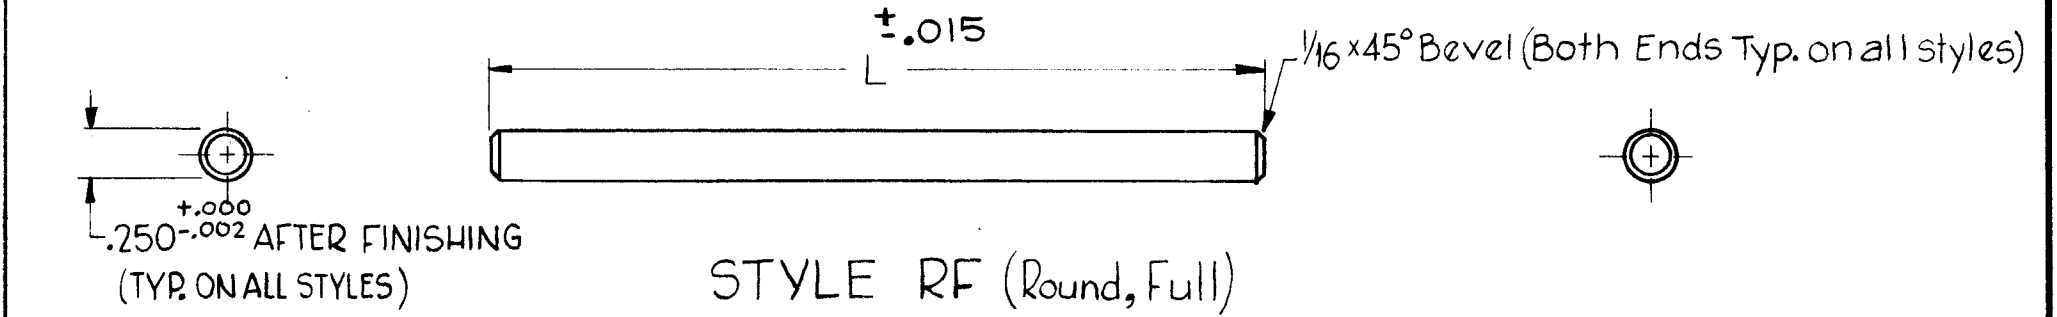 ±.015
L
1/16 x 45° Bevel (Both Ends Typ. on all styles)
+.000
.250-.002 AFTER FINISHING
(TYP. ON ALL STYLES)
STYLE RF (Round, Full)